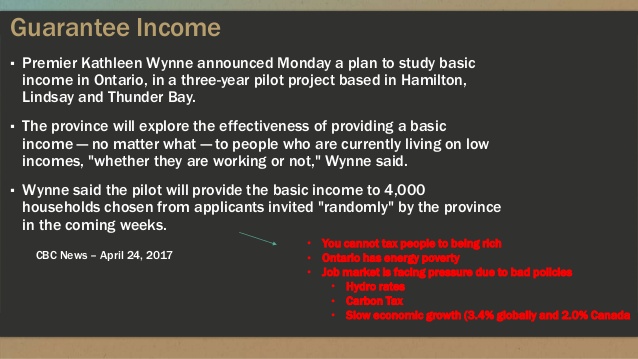 Guarantee Income
▪ Premier Kathleen Wynne announced Monday a plan to study basic
income in Ontario, in a three-year pilot project based in Hamilton,
Lindsay and Thunder Bay.
▪ The province will explore the effectiveness of providing a basic
income — no matter what — to people who are currently living on low
incomes, "whether they are working or not," Wynne said.
▪ Wynne said the pilot will provide the basic income to 4,000
households chosen from applicants invited "randomly" by the province
in the coming weeks.
CBC News – April 24, 2017
• You cannot tax people to being rich
• Ontario has energy poverty
• Job market is facing pressure due to bad policies
• Hydro rates
• Carbon Tax
• Slow economic growth (3.4% globally and 2.0% Canada